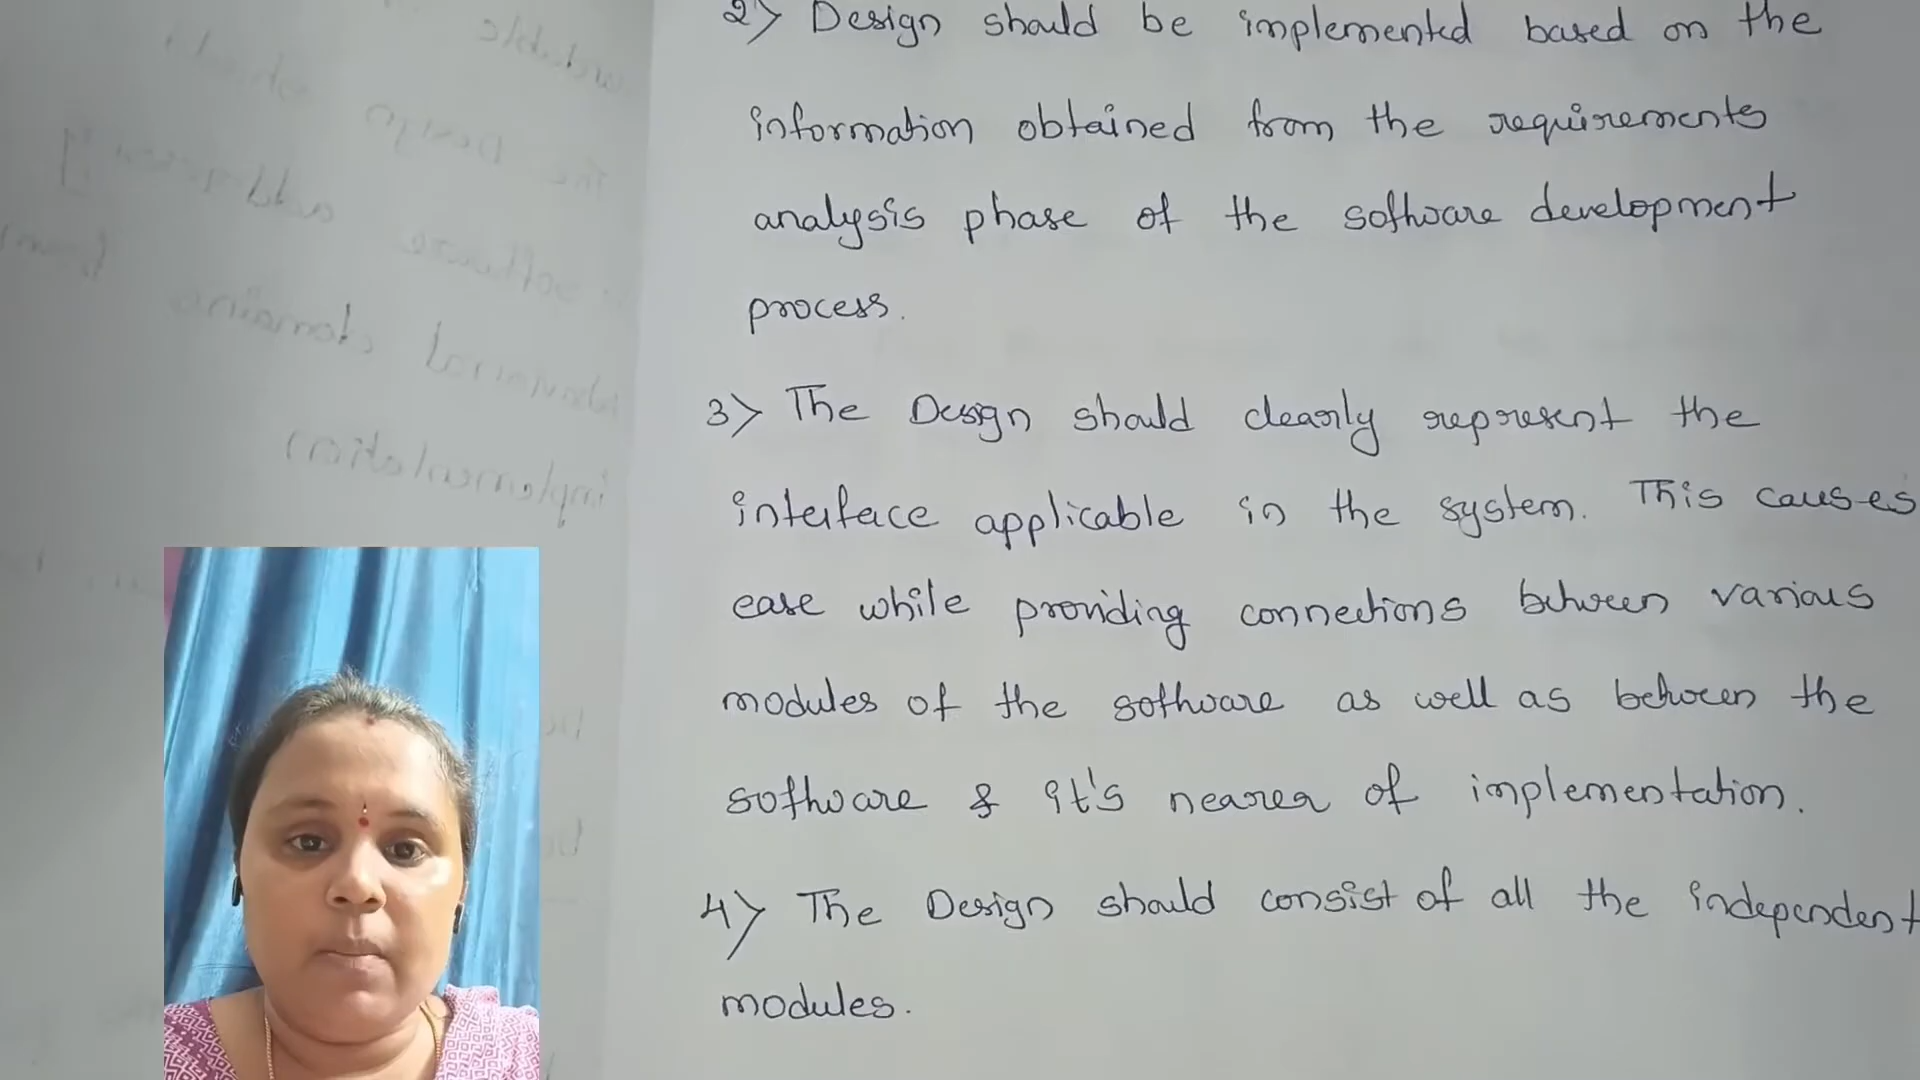 2) Design should be implemented based on the
information obtained from the requirements
analysis phase of the software development
process.
3) The Design should clearly represent the
interface applicable in the system. This causes
ease while providing connections between various
modules of the software as well as between the
software & it's nearer of implementation.
4) The Design should consist of all the independent
modules.